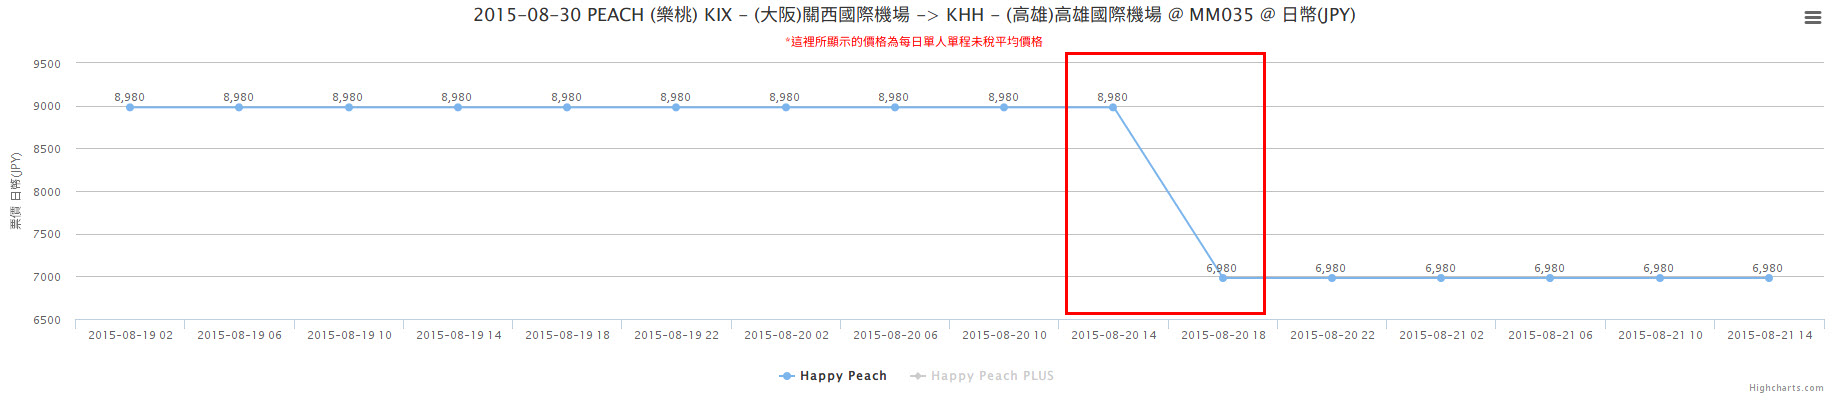 2015-08-30 PEACH (樂桃) KIX - (大阪)關西國際機場 -> KHH - (高雄)高雄國際機場 @ MM035 @ 日幣(JPY)
*這裡所顯示的價格為每日單人單程未稅平均價格
票價 日幣(JPY)
9500
9000
8500
8000
7500
7000
6500
8,980 8,980 8,980 8,980 8,980 8,980 8,980 8,980 8,980 8,980
6,980 6,980 6,980 6,980 6,980 6,980
2015-08-19 02 2015-08-19 06 2015-08-19 10 2015-08-19 14 2015-08-19 18 2015-08-19 22 2015-08-20 02 2015-08-20 06 2015-08-20 10 2015-08-20 14 2015-08-20 18 2015-08-20 22 2015-08-21 02 2015-08-21 06 2015-08-21 10 2015-08-21 14
Happy Peach Happy Peach PLUS
Highcharts.com